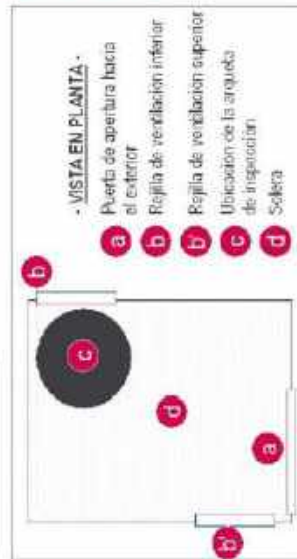 - VISTA EN PLANTA -
a Puerta de apertura hacia
el exterior
b Rejilla de ventilación inferior
b' Rejilla de ventilación superior
c Ubicación de la arqueta
de inspección
d Solera
b
c
d
a
b'